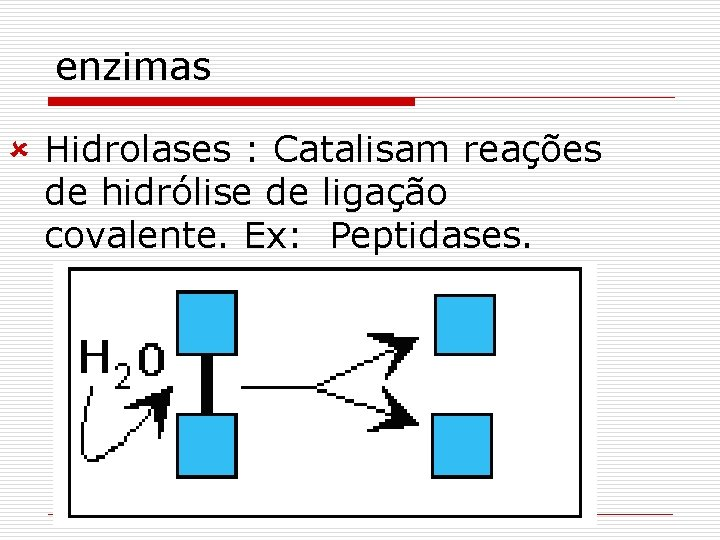 enzimas
Hidrolases : Catalisam reações
de hidrólise de ligação
covalente. Ex: Peptidases.
H₂O